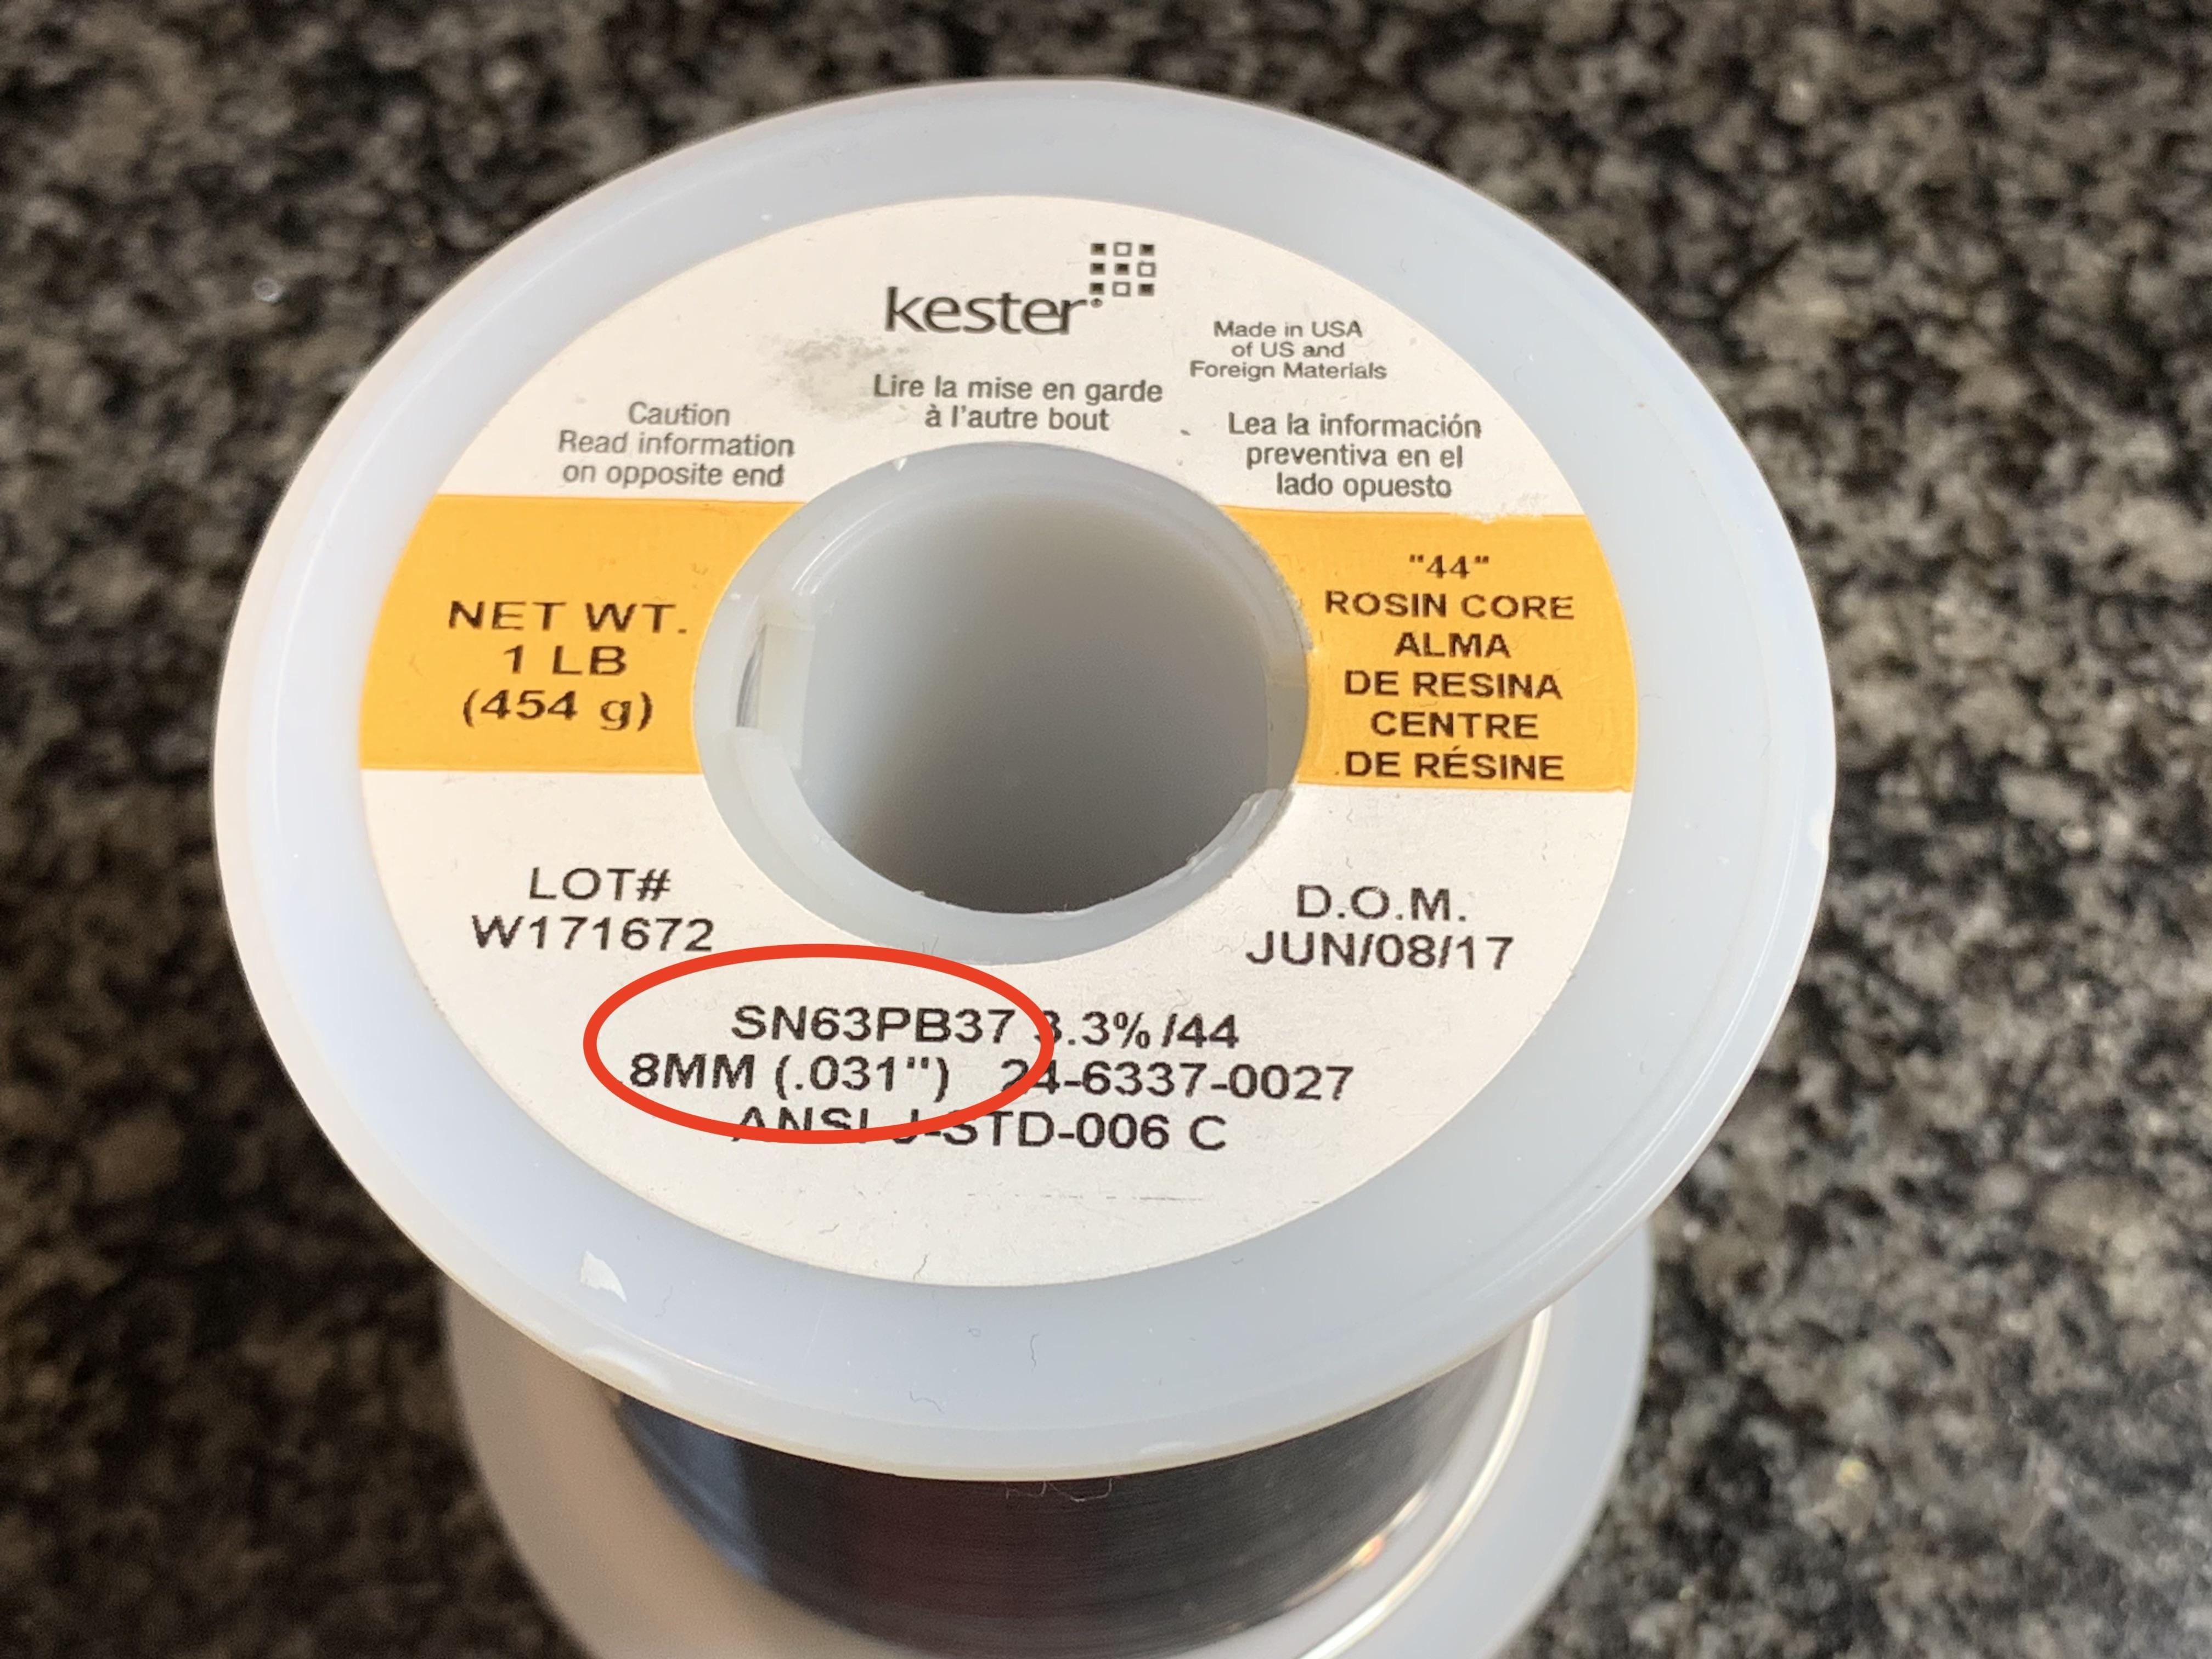 kester®
Made in USA
of US and
Foreign Materials
Caution
Read information
on opposite end
Lire la mise en garde
à l'autre bout
Lea la información
preventiva en el
lado opuesto
NET WT.
1 LB
(454 g)
"44"
ROSIN CORE
ALMA
DE RESINA
CENTRE
DE RÉSINE
LOT#
W171672
D.O.M.
JUN/08/17
SN63PB37 3.3% /44
.8MM (.031") 24-6337-0027
ANSI J-STD-006 C